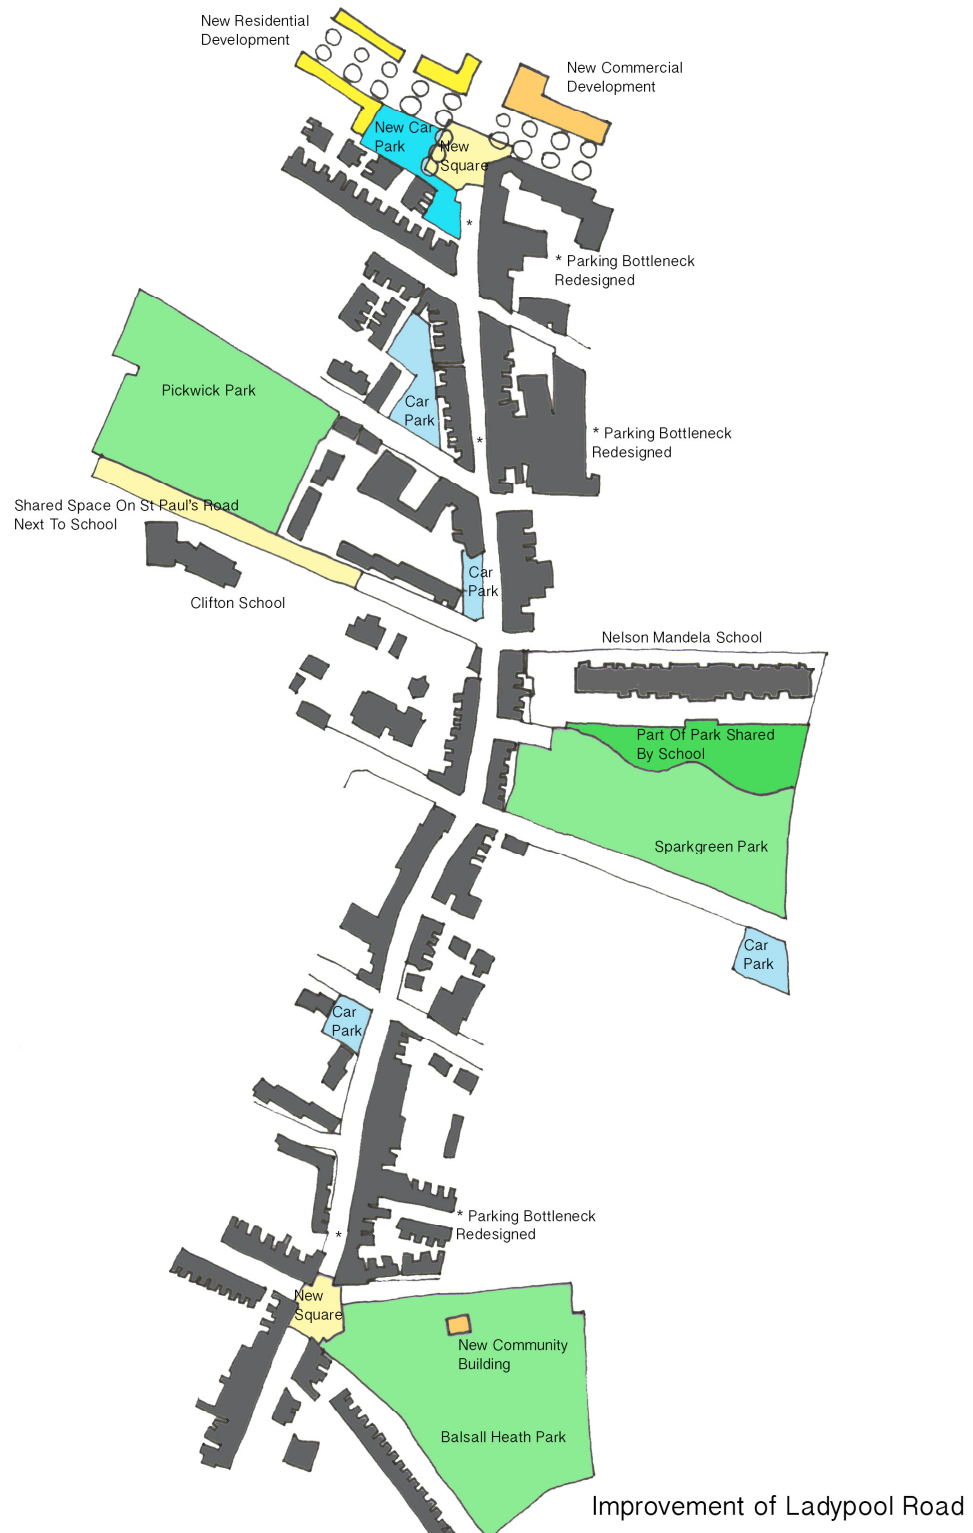 New Residential
Development
New Commercial
Development
New Car
Park
New
Square
*
* Parking Bottleneck
Redesigned
Pickwick Park
Car
Park
*
* Parking Bottleneck
Redesigned
Shared Space On St Paul's Road
Next To School
Car
Park
Clifton School
Nelson Mandela School
Part Of Park Shared
By School
Sparkgreen Park
Car
Park
Car
Park
* Parking Bottleneck
Redesigned
*
New
Square
New Community
Building
Balsall Heath Park
Improvement of Ladypool Road